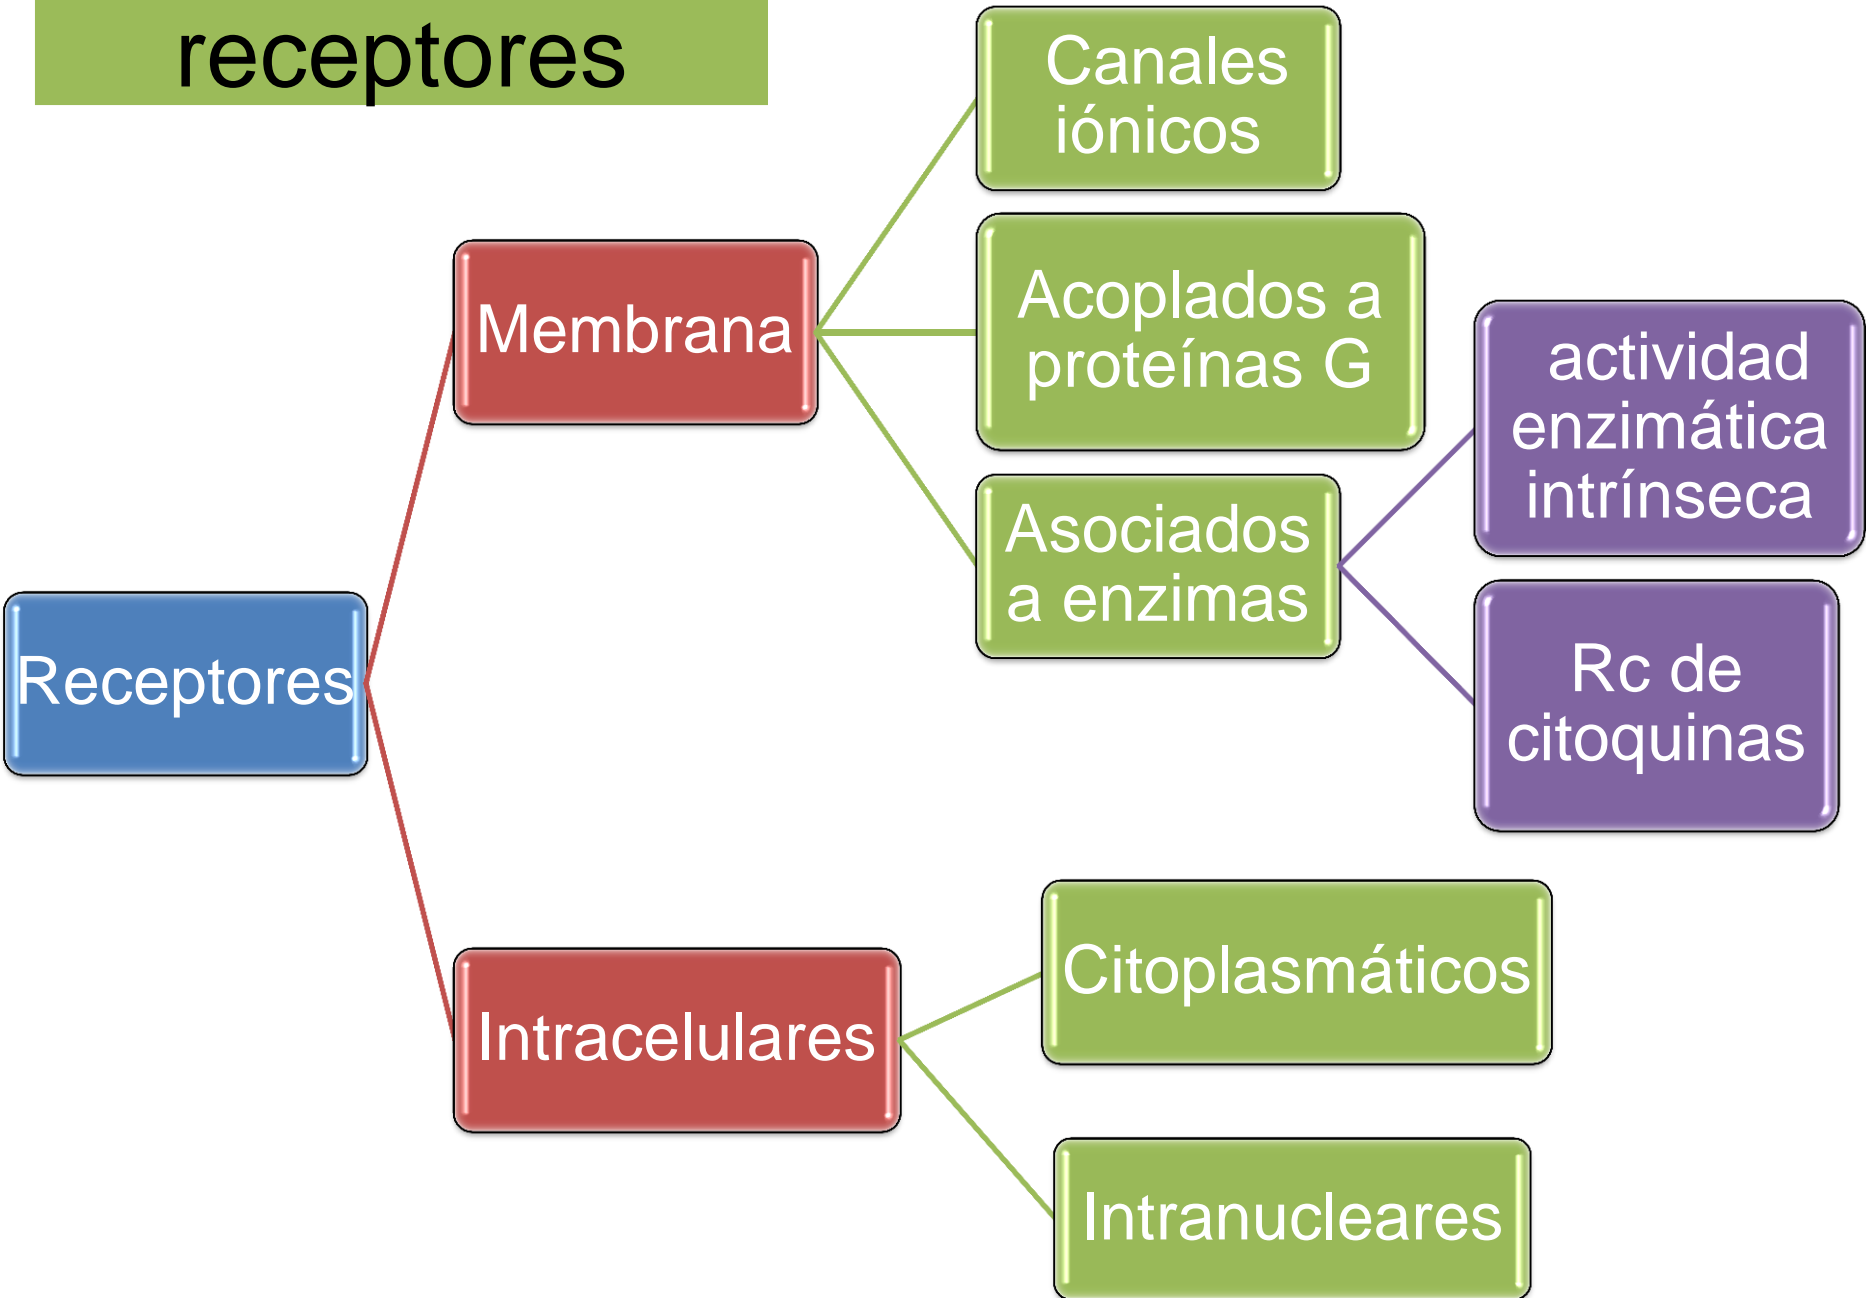 receptores
Canales
iónicos
Acoplados a
proteínas G
Membrana
actividad
enzimática
intrínseca
Asociados
a enzimas
Receptores
Rc de
citoquinas
Citoplasmáticos
Intracelulares
Intranucleares